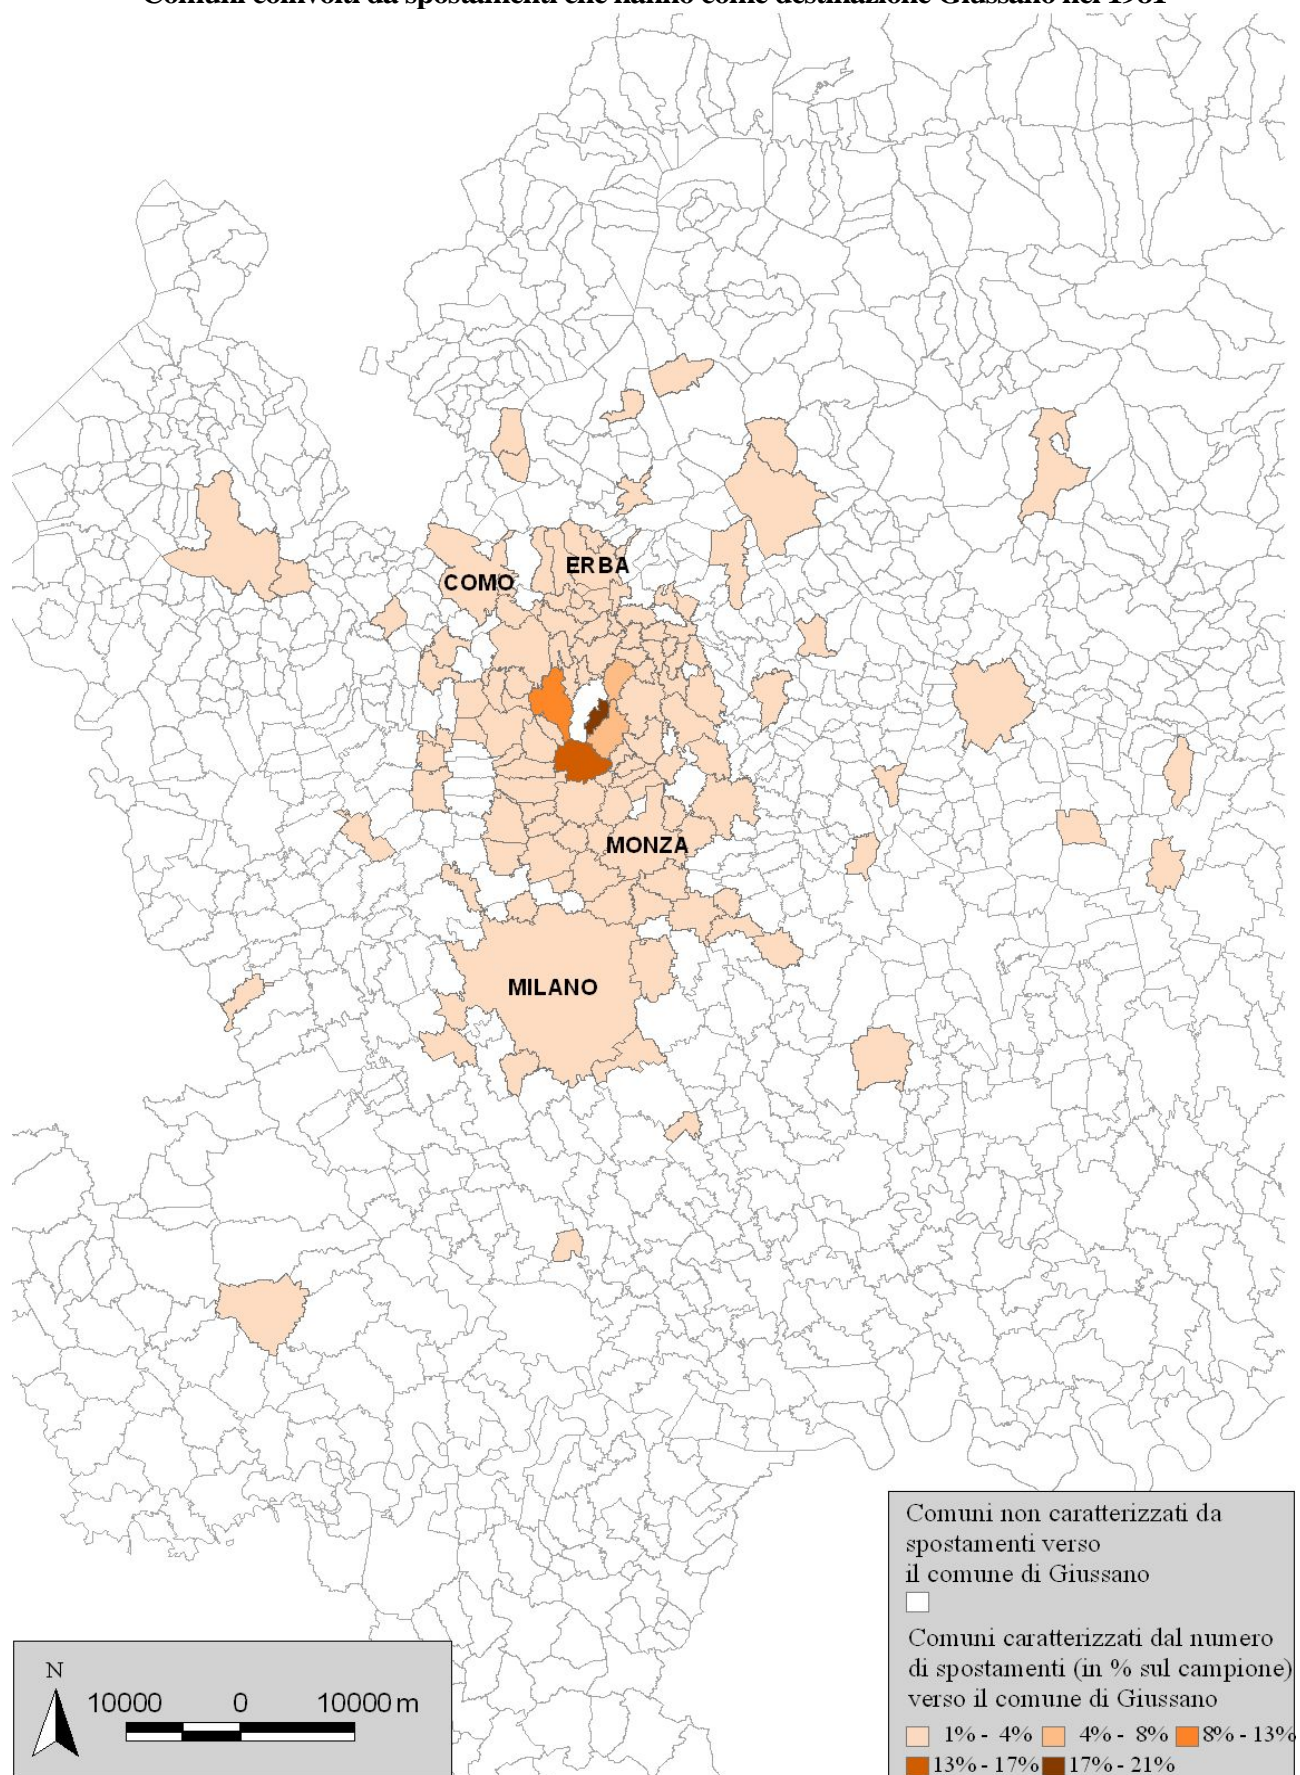 Comuni coinvolti da spostamenti che hanno come destinazione Giussano nel 1981
ERBA
COMO
MONZA
MILANO
Comuni non caratterizzati da
spostamenti verso
il comune di Giussano
Comuni caratterizzati dal numero
di spostamenti (in % sul campione)
verso il comune di Giussano
1% - 4% 4% - 8% 8% - 13%
13% - 17% 17% - 21%
N
10000 0 10000 m